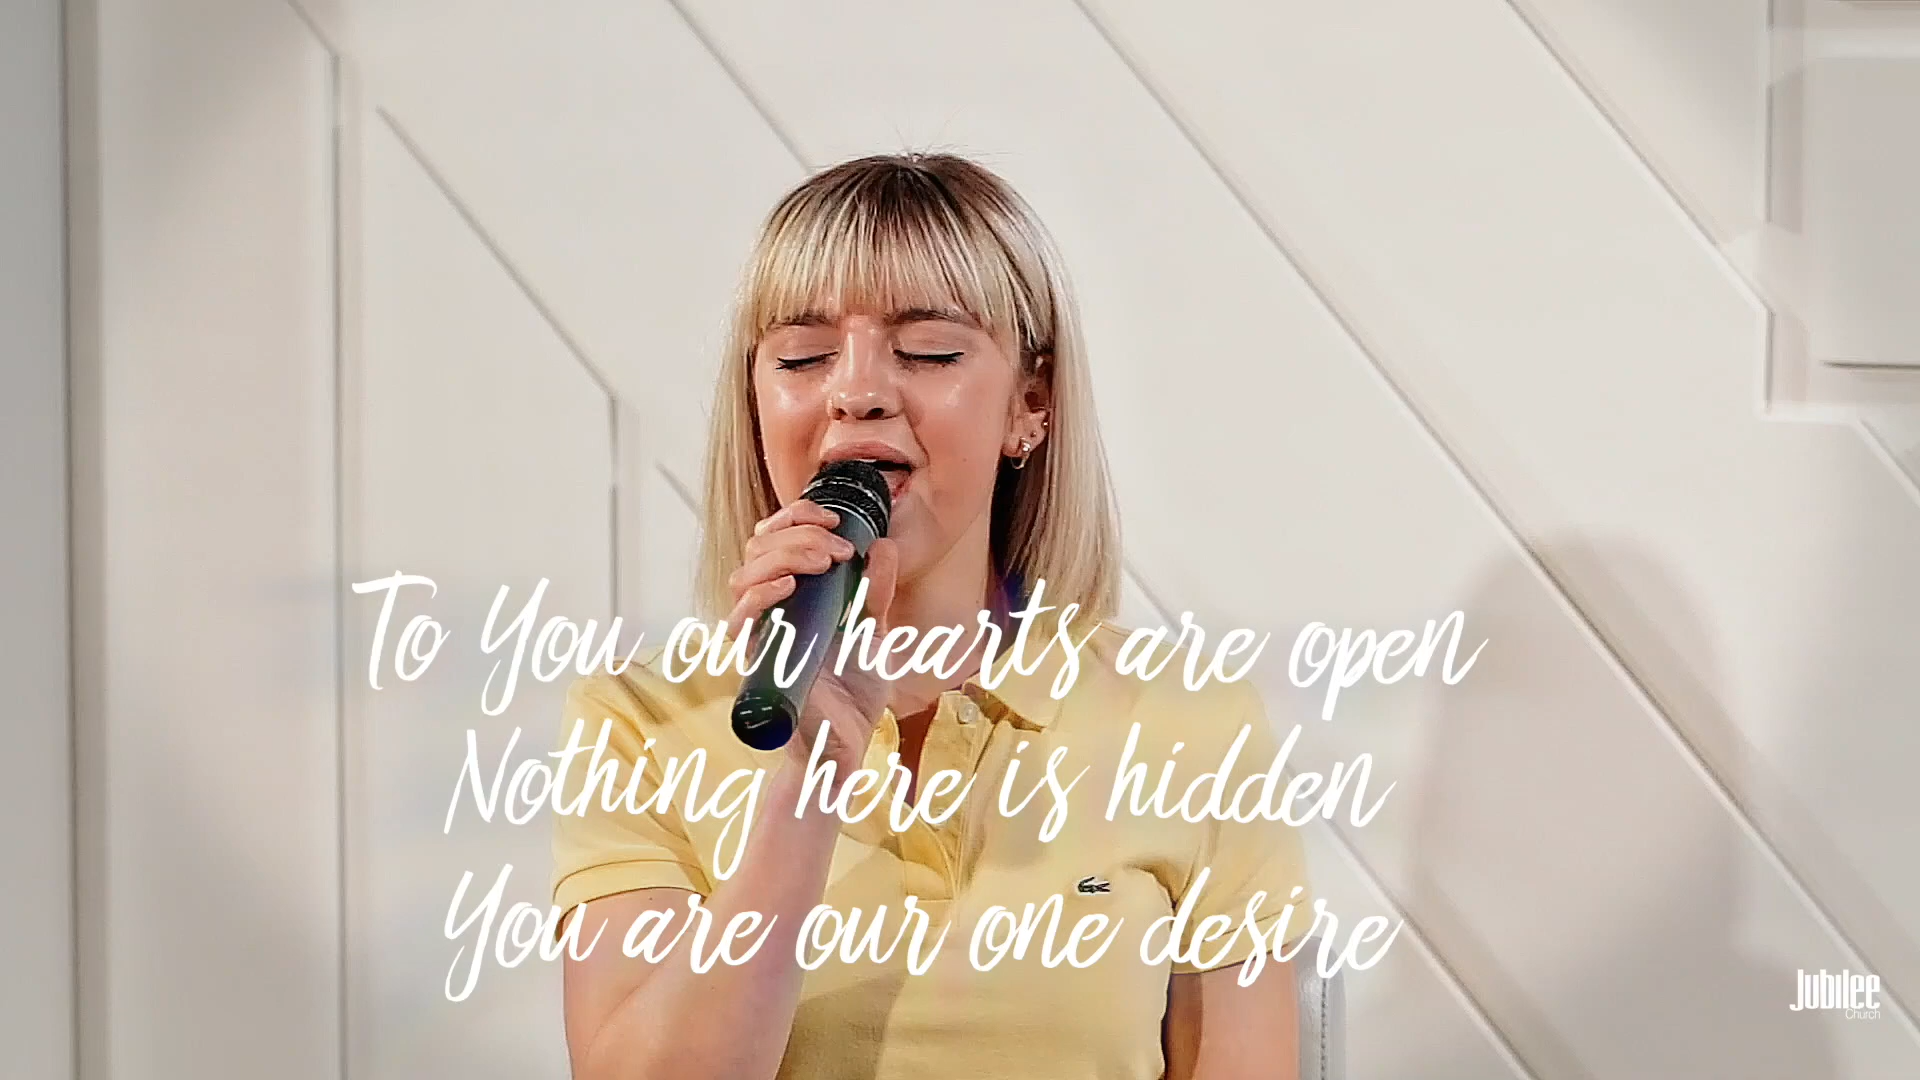 To You our hearts are open
Nothing here is hidden
You are our one desire
Jubilee
Church